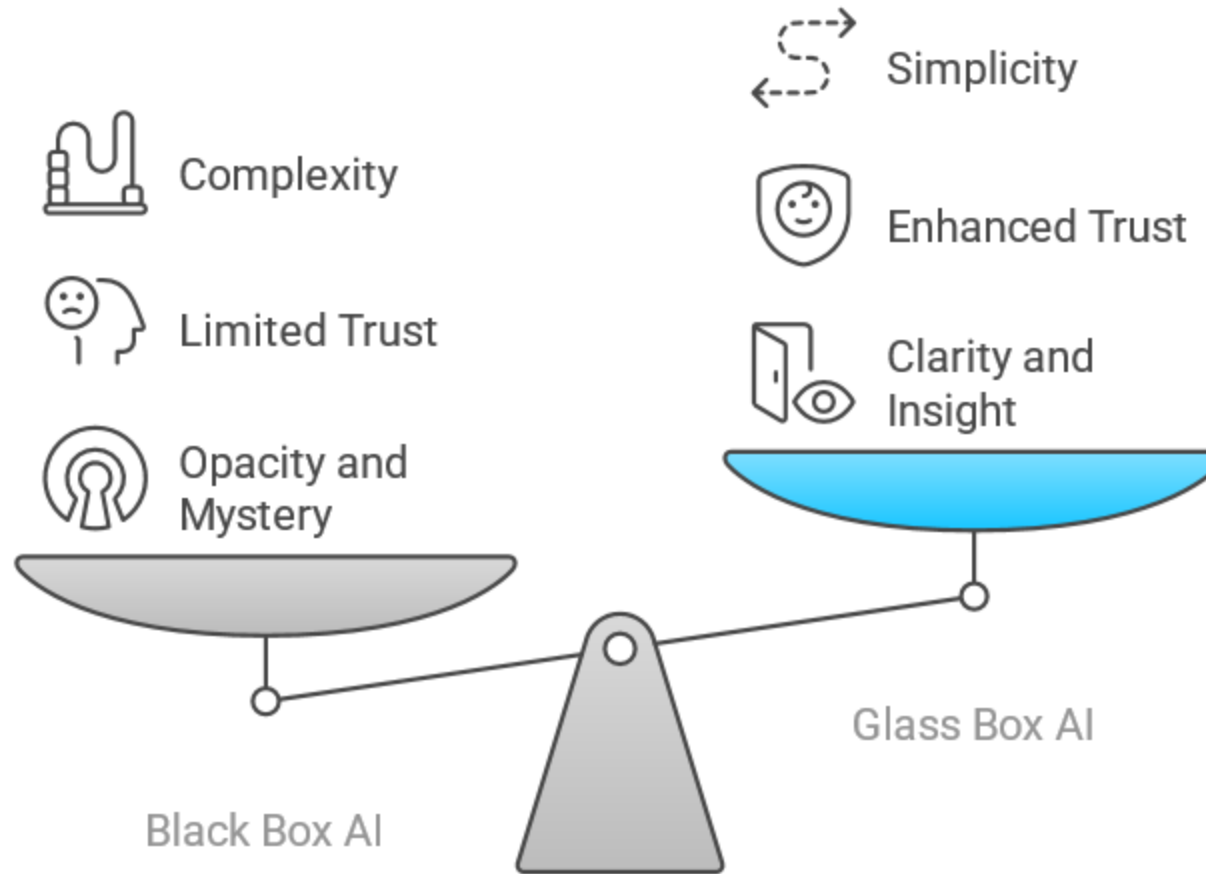 Complexity
Limited Trust
Opacity and
Mystery
Black Box AI
Simplicity
Enhanced Trust
Clarity and
Insight
Glass Box AI